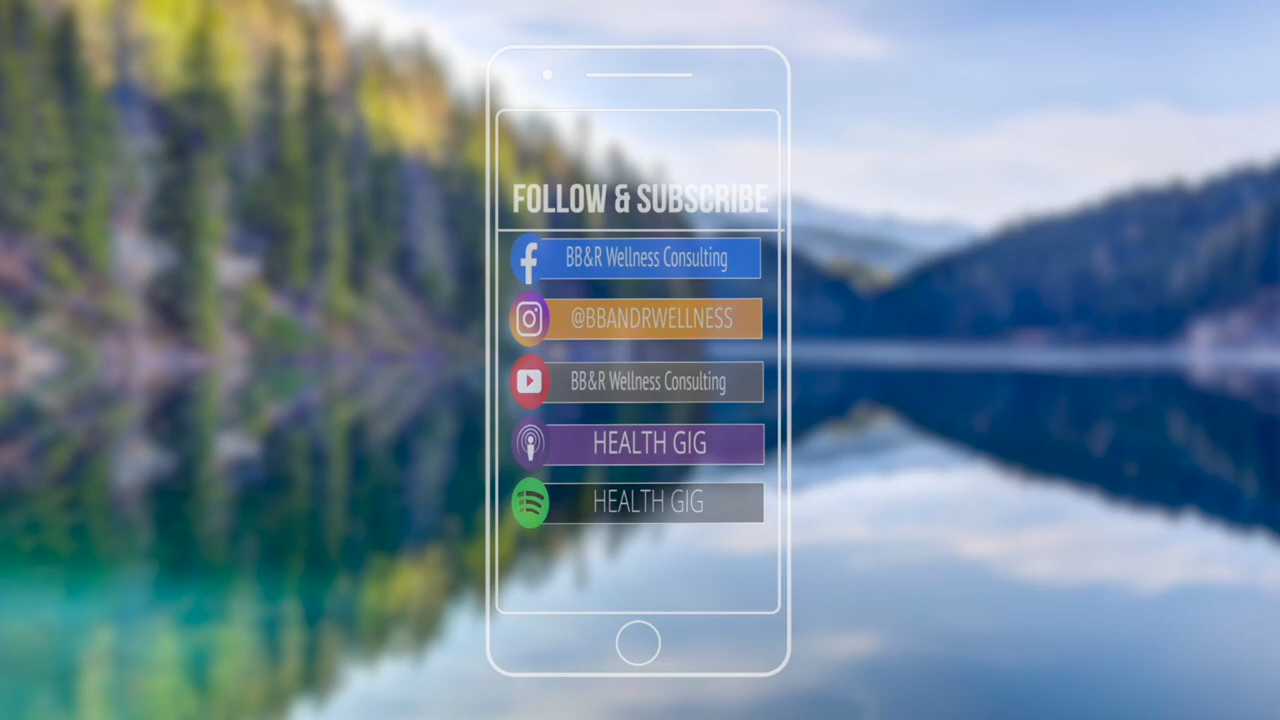 FOLLOW & SUBSCRIBE
BB&R Wellness Consulting
@BBANDRWELLNESS
BB&R Wellness Consulting
HEALTH GIG
HEALTH GIG